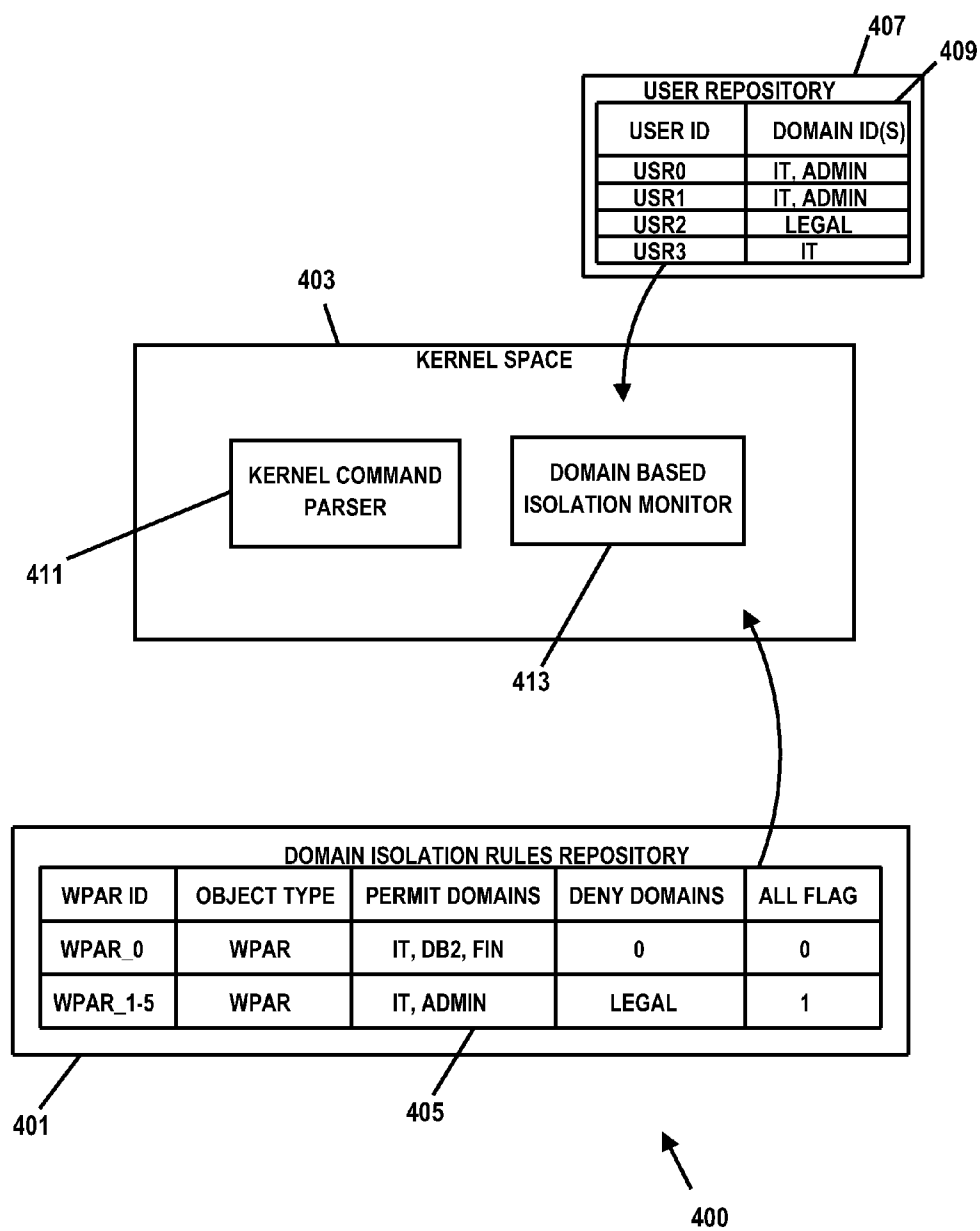 407
409
USER REPOSITORY
USER ID DOMAIN ID(S)
USR0 IT, ADMIN
USR1 IT, ADMIN
USR2 LEGAL
USR3 IT
403
KERNEL SPACE
KERNEL COMMAND
PARSER
DOMAIN BASED
ISOLATION MONITOR
411
413
DOMAIN ISOLATION RULES REPOSITORY
WPAR ID OBJECT TYPE PERMIT DOMAINS DENY DOMAINS ALL FLAG
WPAR_0 WPAR IT, DB2, FIN 0 0
WPAR_1-5 WPAR IT, ADMIN LEGAL 1
401
405
400